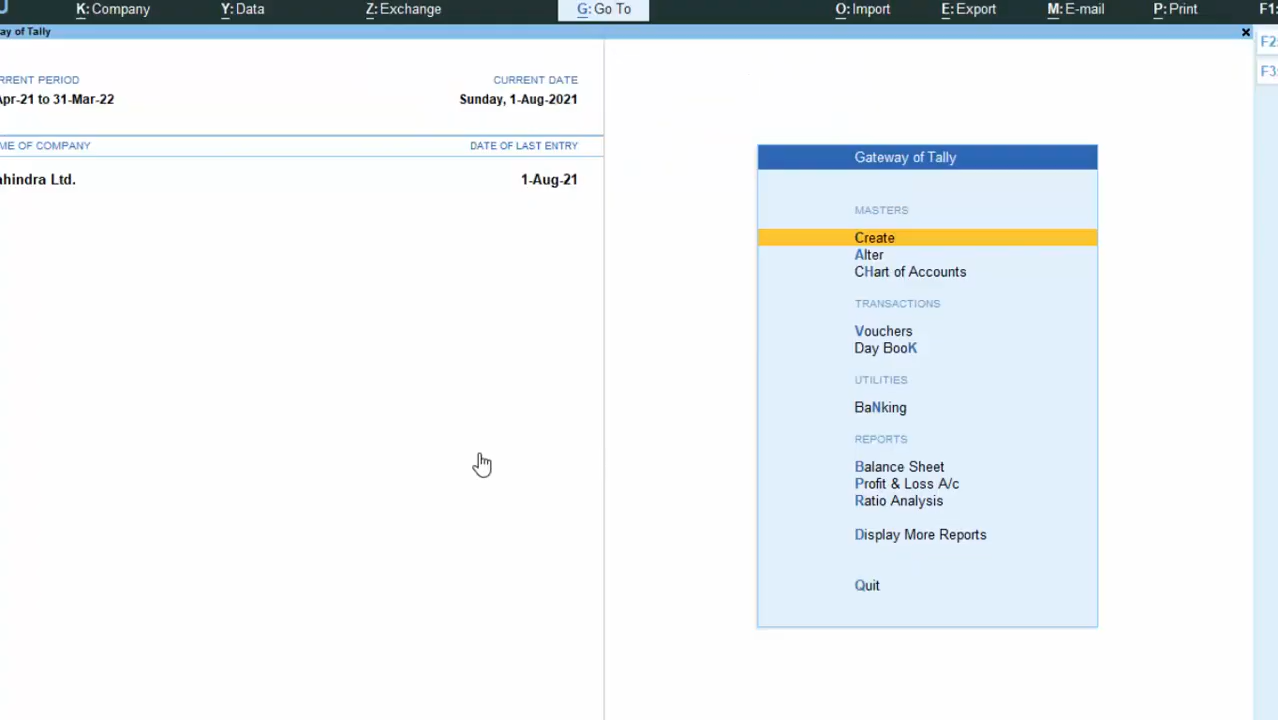 K: Company Y: Data Z: Exchange G: Go To O: Import E: Export M: E-mail P: Print F1:
ay of Tally
F2:
F3:
RRENT PERIOD CURRENT DATE
Apr-21 to 31-Mar-22 Sunday, 1-Aug-2021
ME OF COMPANY DATE OF LAST ENTRY
ahindra Ltd. 1-Aug-21
Gateway of Tally
MASTERS
Create
Alter
CHart of Accounts
TRANSACTIONS
Vouchers
Day BooK
UTILITIES
BaNking
REPORTS
Balance Sheet
Profit & Loss A/c
Ratio Analysis
Display More Reports
Quit